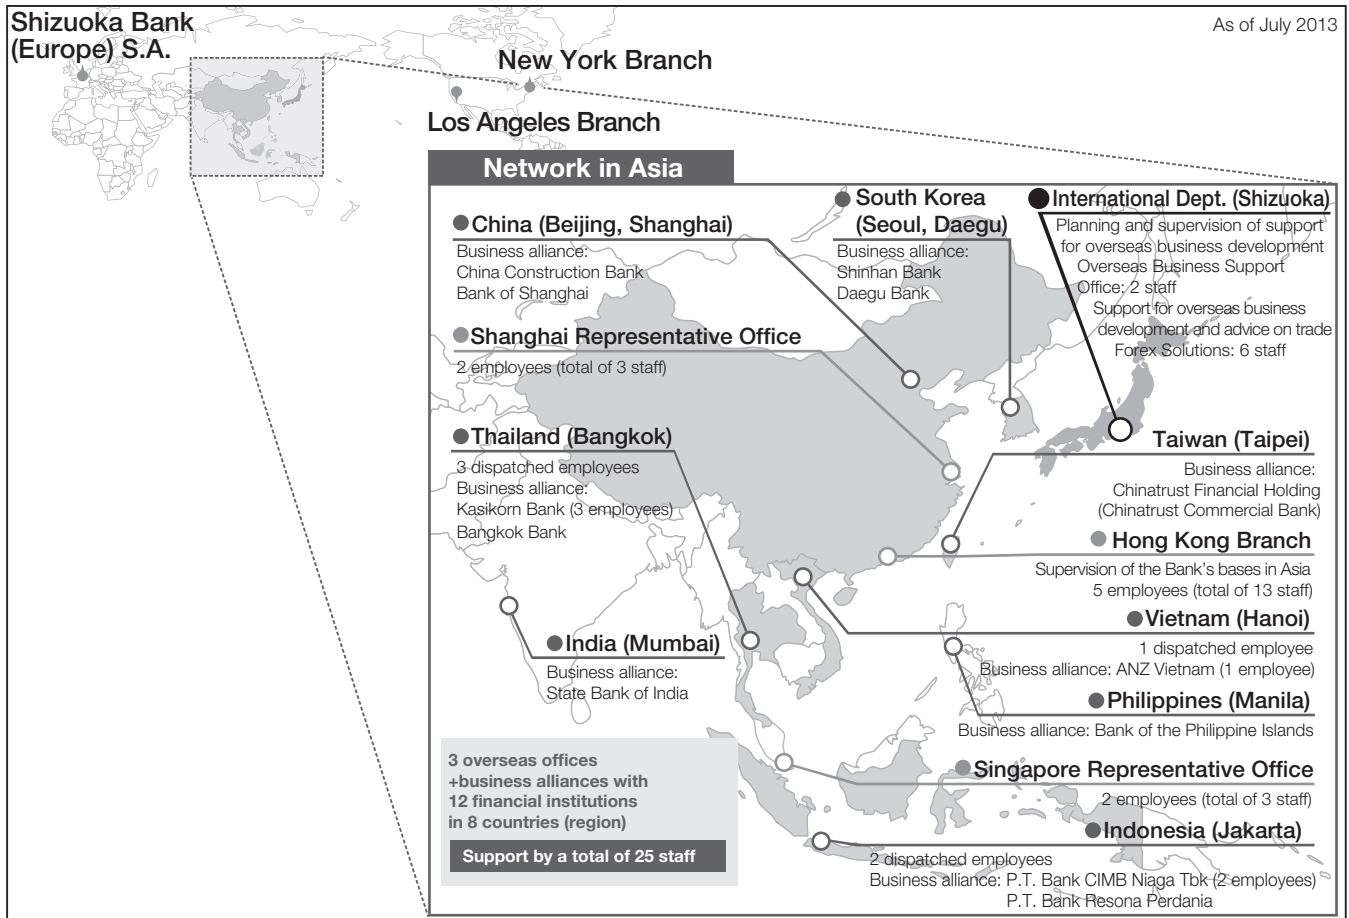 Shizuoka Bank
(Europe) S.A.
As of July 2013
New York Branch
Los Angeles Branch
Network in Asia
China (Beijing, Shanghai)
Business alliance:
China Construction Bank
Bank of Shanghai
South Korea
(Seoul, Daegu)
Business alliance:
Shinhan Bank
Daegu Bank
International Dept. (Shizuoka)
Planning and supervision of support
for overseas business development
Overseas Business Support
Office: 2 staff
Support for overseas business
development and advice on trade
Forex Solutions: 6 staff
Shanghai Representative Office
2 employees (total of 3 staff)
Thailand (Bangkok)
3 dispatched employees
Business alliance:
Kasikorn Bank (3 employees)
Bangkok Bank
Taiwan (Taipei)
Business alliance:
Chinatrust Financial Holding
(Chinatrust Commercial Bank)
Hong Kong Branch
Supervision of the Bank's bases in Asia
5 employees (total of 13 staff)
Vietnam (Hanoi)
1 dispatched employee
Business alliance: ANZ Vietnam (1 employee)
India (Mumbai)
Business alliance:
State Bank of India
Philippines (Manila)
Business alliance: Bank of the Philippine Islands
Singapore Representative Office
2 employees (total of 3 staff)
Indonesia (Jakarta)
2 dispatched employees
Business alliance: P.T. Bank CIMB Niaga Tbk (2 employees)
P.T. Bank Resona Perdania
3 overseas offices
+business alliances with
12 financial institutions
in 8 countries (region)
Support by a total of 25 staff